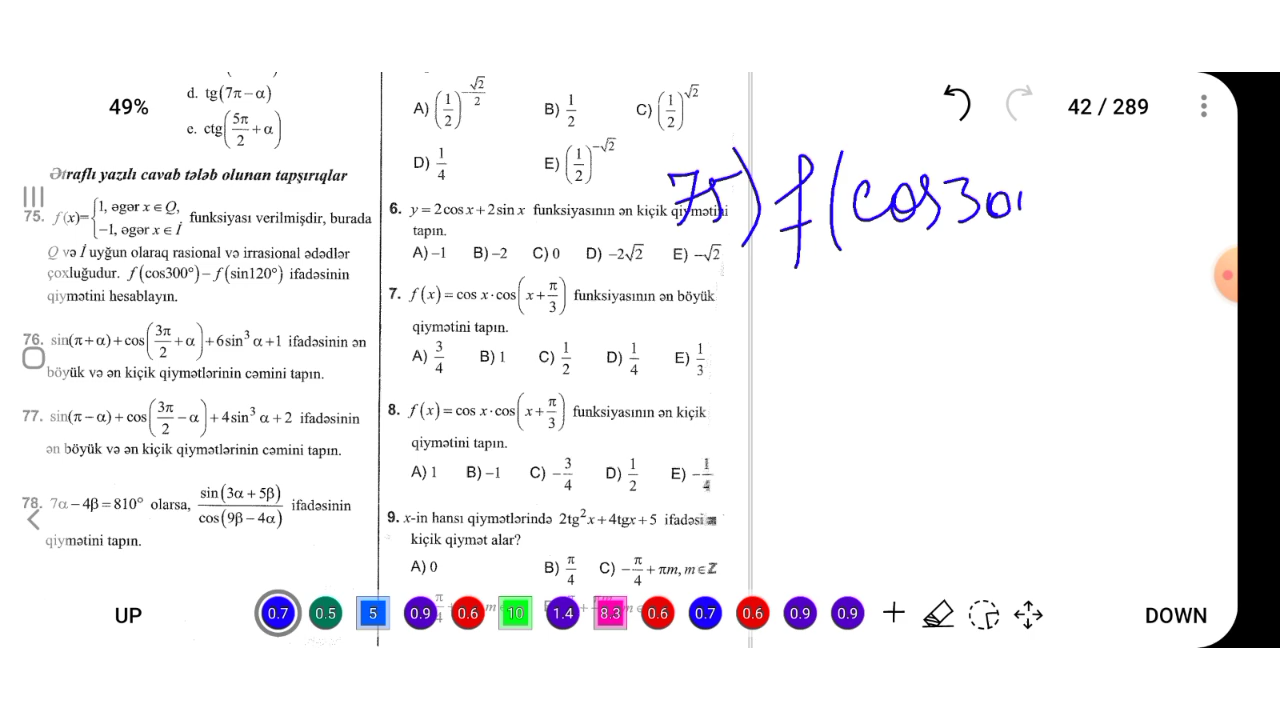 49%
d. tg(7π−α)
e. ctg(5π/2+α)
Ətraflı yazılı cavab tələb olunan tapşırıqlar
75. f(x)={1, əgər x∈Q, −1, əgər x∈İ funksiyası verilmişdir, burada
Q və İ uyğun olaraq rasional və irrasional ədədlər
çoxluğudur. f(cos300°)−f(sin120°) ifadəsinin
qiymətini hesablayın.
76. sin(π+α)+cos(3π/2+α)+6sin³α+1 ifadəsinin ən
böyük və ən kiçik qiymətlərinin cəmini tapın.
77. sin(π−α)+cos(3π/2−α)+4sin³α+2 ifadəsinin
ən böyük və ən kiçik qiymətlərinin cəmini tapın.
78. 7α−4β=810° olarsa, sin(3α+5β)/cos(9β−4α) ifadəsinin
qiymətini tapın.
A) (1/2)^(−√2/2) B) 1/2 C) (1/2)^√2
D) 1/4 E) (1/2)^(−√2)
6. y=2cosx+2sinx funksiyasının ən kiçik qiymətini
tapın.
A)−1 B)−2 C) 0 D) −2√2 E) −√2
7. f(x)=cosx·cos(x+π/3) funksiyasının ən böyük
qiymətini tapın.
A) 3/4 B) 1 C) 1/2 D) 1/4 E) 1/3
8. f(x)=cosx·cos(x+π/3) funksiyasının ən kiçik
qiymətini tapın.
A) 1 B)−1 C) −3/4 D) 1/2 E) −1/4
9. x-in hansı qiymətlərində 2tg²x+4tgx+5 ifadəsi ən
kiçik qiymət alar?
A) 0 B) π/4 C) −π/4+πm, m∈ℤ
75) f(cos30
42 / 289
UP
0.7 0.5 5 0.9 0.6 10 1.4 8.3 0.6 0.7 0.6 0.9 0.9
DOWN